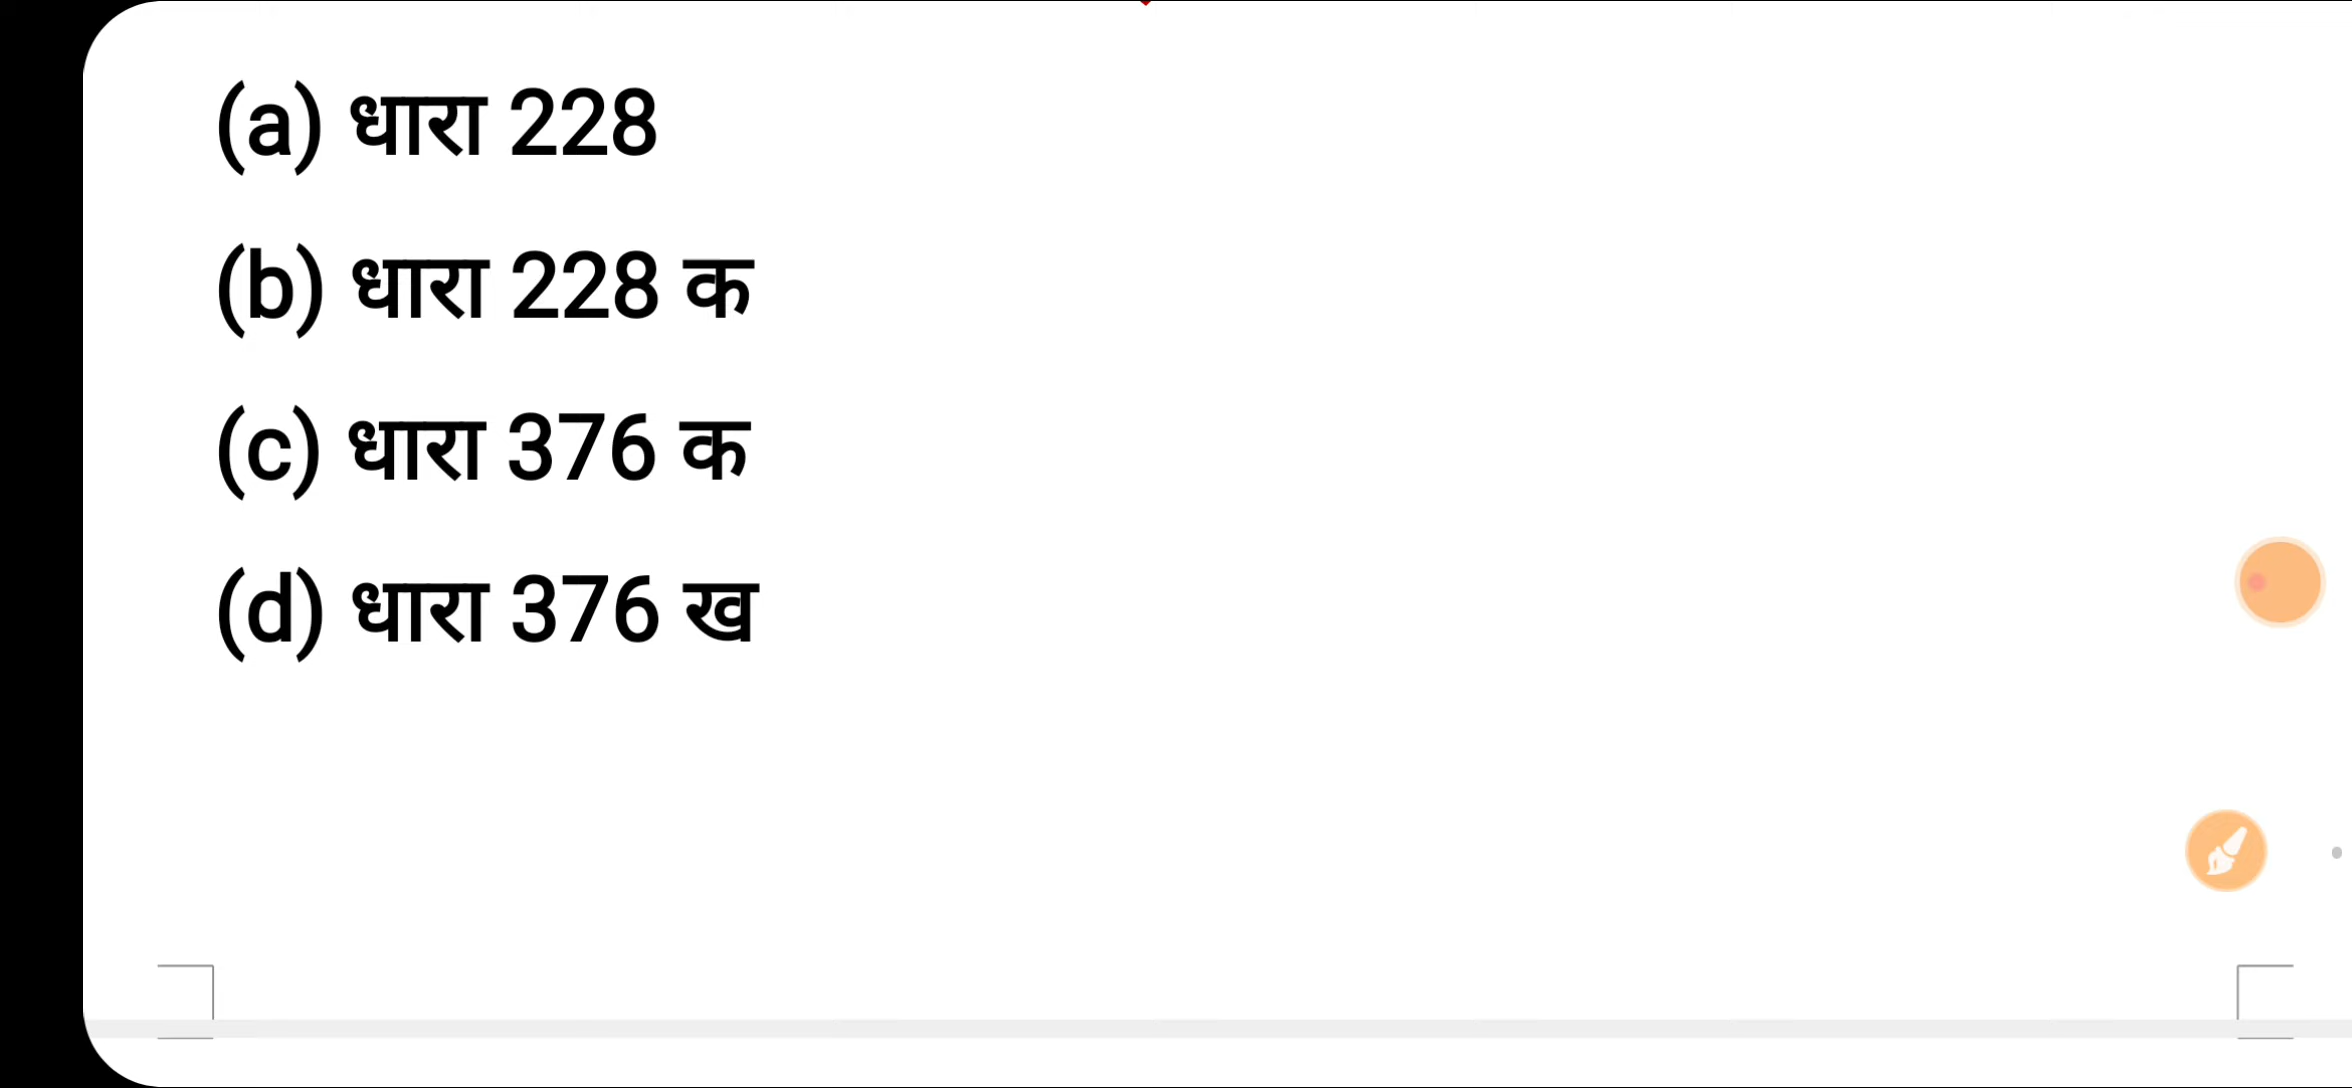 (a) धारा 228
(b) धारा 228 क
(c) धारा 376 क
(d) धारा 376 ख